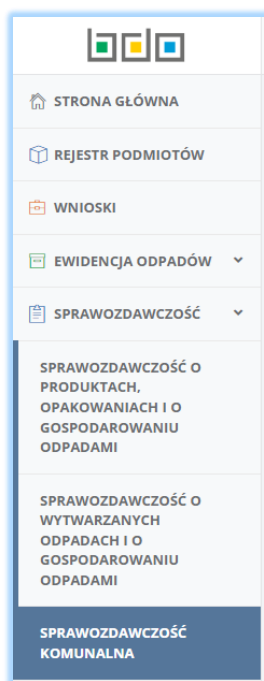 bdo
STRONA GŁÓWNA
REJESTR PODMIOTÓW
WNIOSKI
EWIDENCJA ODPADÓW
SPRAWOZDAWCZOŚĆ
SPRAWOZDAWCZOŚĆ O
PRODUKTACH,
OPAKOWANIACH I O
GOSPODAROWANIU
ODPADAMI
SPRAWOZDAWCZOŚĆ O
WYTWARZANYCH
ODPADACH I O
GOSPODAROWANIU
ODPADAMI
SPRAWOZDAWCZOŚĆ
KOMUNALNA